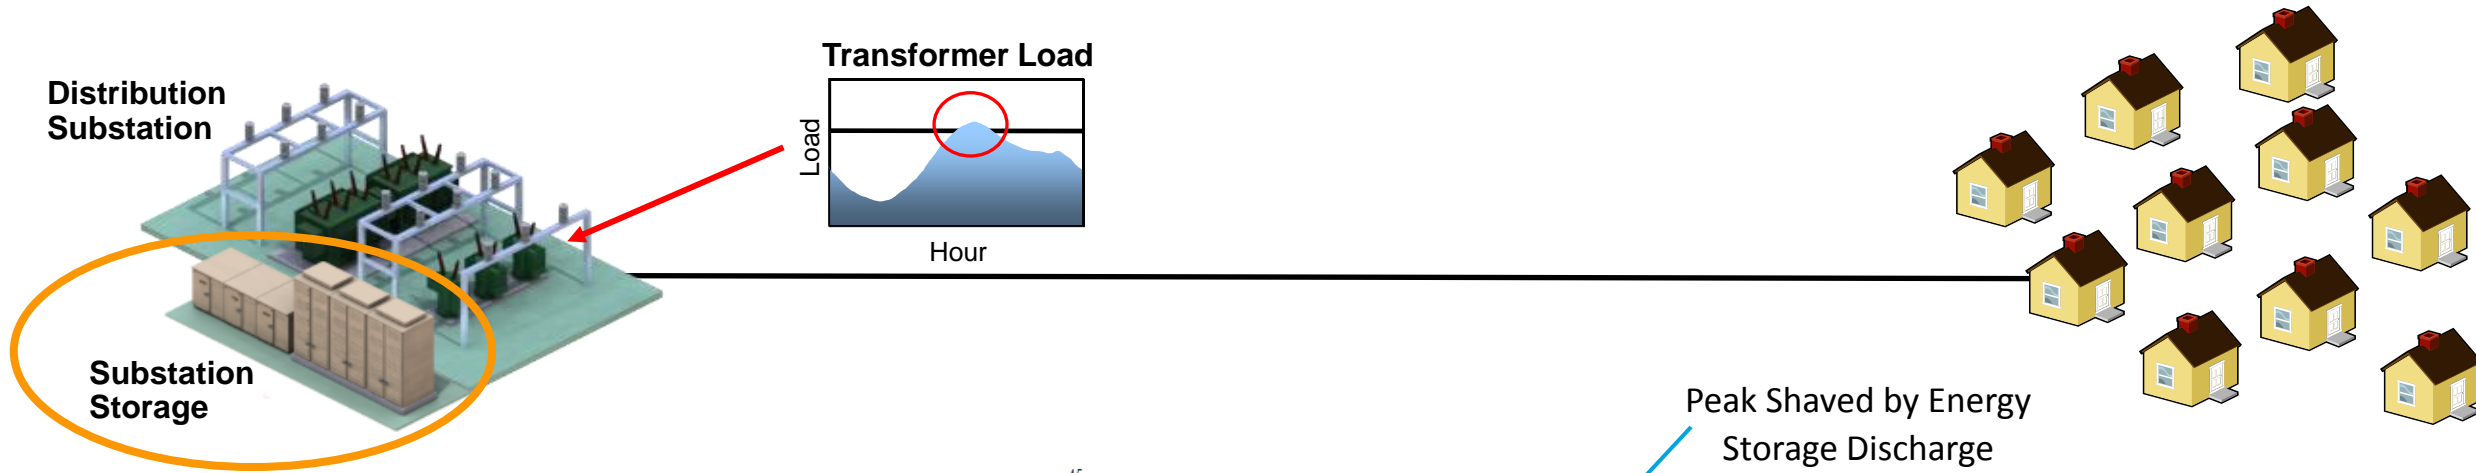 Transformer Load
Distribution
Substation
Load
Hour
Substation
Storage
Peak Shaved by Energy
Storage Discharge